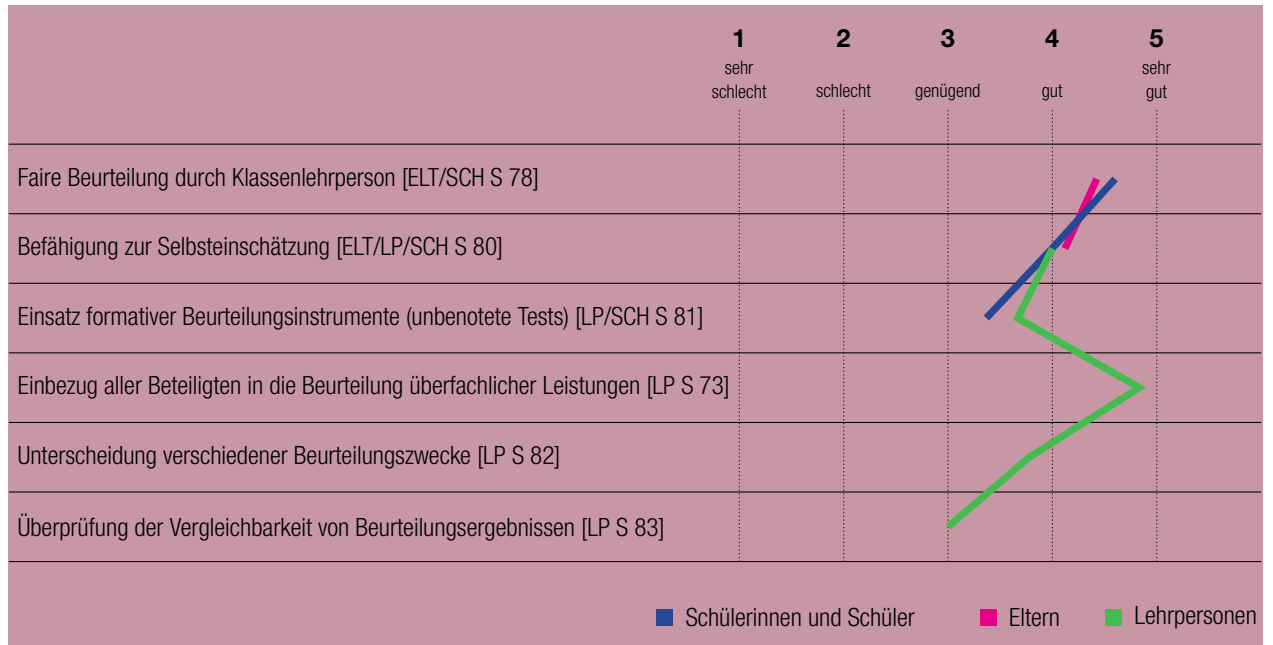 1 2 3 4 5
sehr schlecht schlecht genügend gut sehr gut
Faire Beurteilung durch Klassenlehrperson [ELT/SCH S 78]
Befähigung zur Selbsteinschätzung [ELT/LP/SCH S 80]
Einsatz formativer Beurteilungsinstrumente (unbenotete Tests) [LP/SCH S 81]
Einbezug aller Beteiligten in die Beurteilung überfachlicher Leistungen [LP S 73]
Unterscheidung verschiedener Beurteilungszwecke [LP S 82]
Überprüfung der Vergleichbarkeit von Beurteilungsergebnissen [LP S 83]
Schülerinnen und Schüler Eltern Lehrpersonen